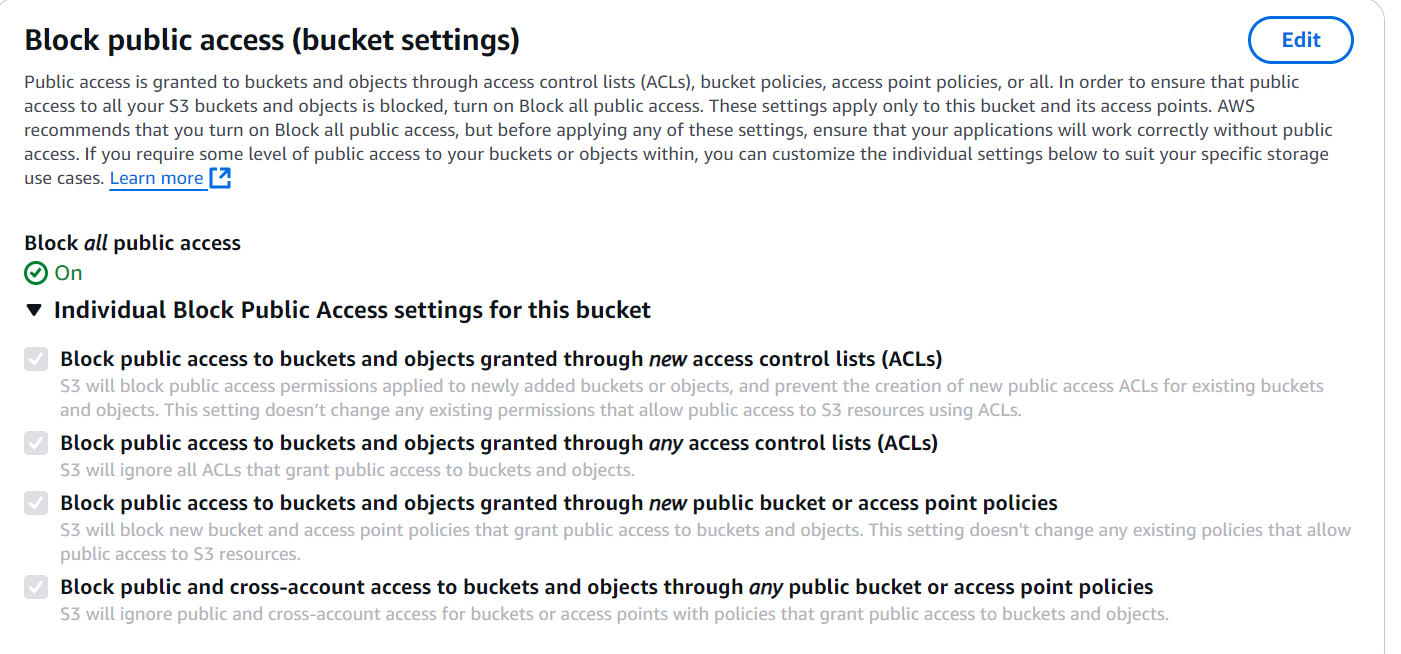 Block public access (bucket settings)
Edit
Public access is granted to buckets and objects through access control lists (ACLs), bucket policies, access point policies, or all. In order to ensure that public
access to all your S3 buckets and objects is blocked, turn on Block all public access. These settings apply only to this bucket and its access points. AWS
recommends that you turn on Block all public access, but before applying any of these settings, ensure that your applications will work correctly without public
access. If you require some level of public access to your buckets or objects within, you can customize the individual settings below to suit your specific storage
use cases. Learn more
Block all public access
On
Individual Block Public Access settings for this bucket
Block public access to buckets and objects granted through new access control lists (ACLs)
S3 will block public access permissions applied to newly added buckets or objects, and prevent the creation of new public access ACLs for existing buckets
and objects. This setting doesn’t change any existing permissions that allow public access to S3 resources using ACLs.
Block public access to buckets and objects granted through any access control lists (ACLs)
S3 will ignore all ACLs that grant public access to buckets and objects.
Block public access to buckets and objects granted through new public bucket or access point policies
S3 will block new bucket and access point policies that grant public access to buckets and objects. This setting doesn't change any existing policies that allow
public access to S3 resources.
Block public and cross-account access to buckets and objects through any public bucket or access point policies
S3 will ignore public and cross-account access for buckets or access points with policies that grant public access to buckets and objects.